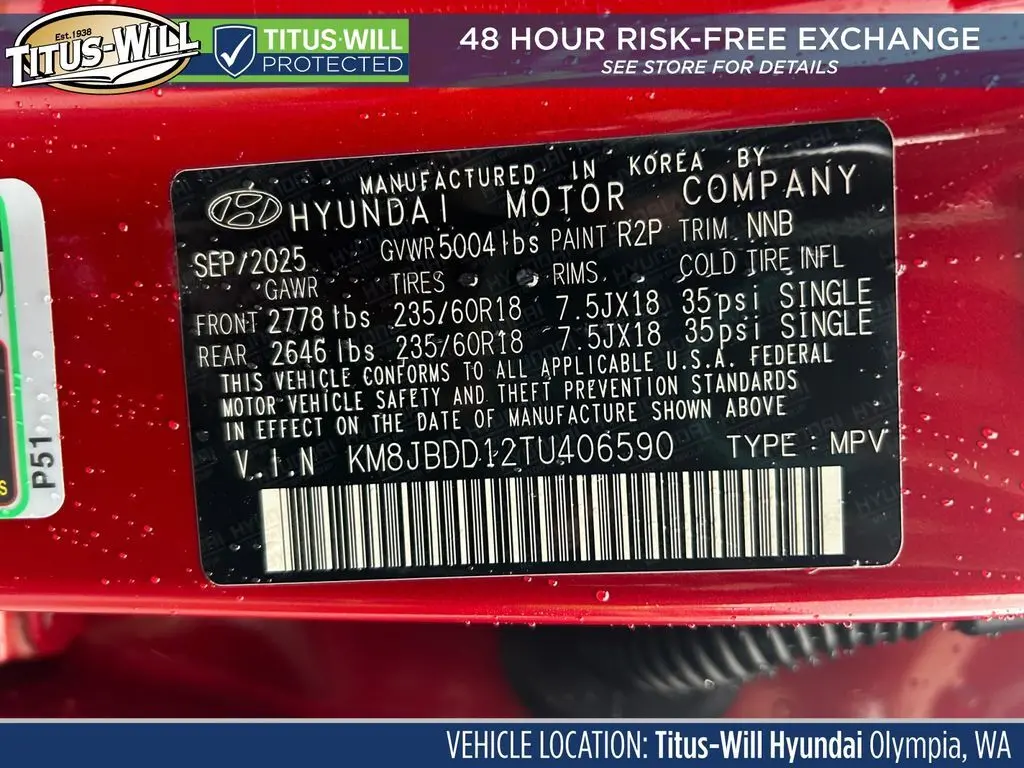 Est. 1938
TITUS-WILL
TITUS-WILL
PROTECTED
48 HOUR RISK-FREE EXCHANGE
SEE STORE FOR DETAILS
MANUFACTURED IN KOREA BY
HYUNDAI MOTOR COMPANY
SEP/2025 GVWR 5004 lbs PAINT R2P TRIM NNB
GAWR TIRES RIMS COLD TIRE INFL
FRONT 2778 lbs 235/60R18 7.5JX18 35psi SINGLE
REAR 2646 lbs 235/60R18 7.5JX18 35psi SINGLE
THIS VEHICLE CONFORMS TO ALL APPLICABLE U.S.A. FEDERAL
MOTOR VEHICLE SAFETY AND THEFT PREVENTION STANDARDS
IN EFFECT ON THE DATE OF MANUFACTURE SHOWN ABOVE
V.I.N KM8JBDD12TU406590 TYPE : MPV
P51
VEHICLE LOCATION: Titus-Will Hyundai Olympia, WA